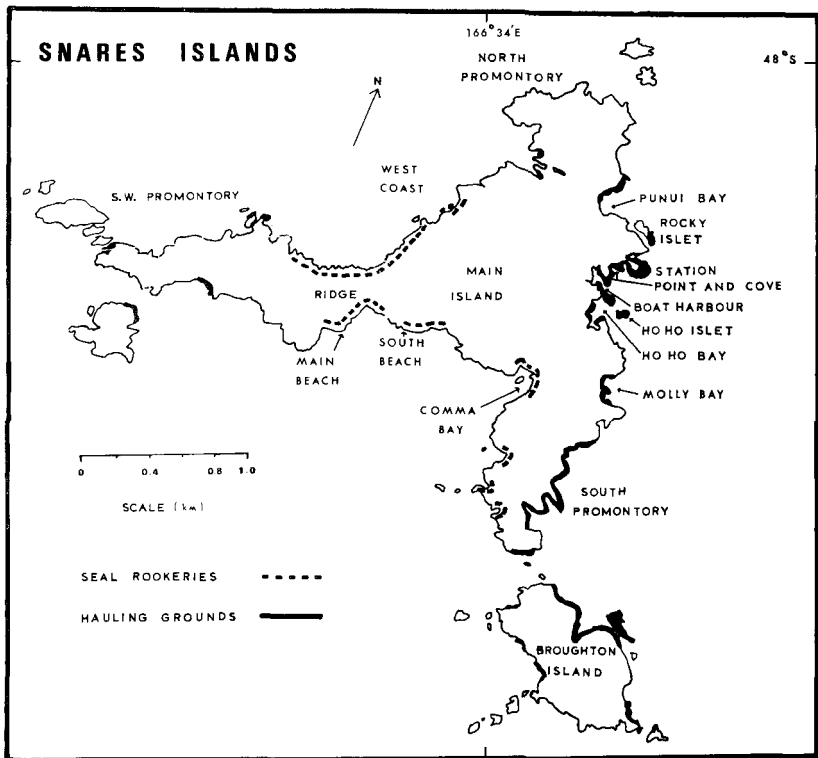 SNARES ISLANDS
166°34'E
48°S
NORTH
PROMONTORY
N
WEST
COAST
S.W. PROMONTORY
PUNUI BAY
ROCKY
ISLET
STATION
POINT AND COVE
MAIN
ISLAND
RIDGE
BOAT HARBOUR
HO HO ISLET
HO HO BAY
MAIN
BEACH
SOUTH
BEACH
COMMA
BAY
MOLLY BAY
0 0.4 0.8 1.0
SCALE (km)
SOUTH
PROMONTORY
SEAL ROOKERIES
HAULING GROUNDS
BROUGHTON
ISLAND